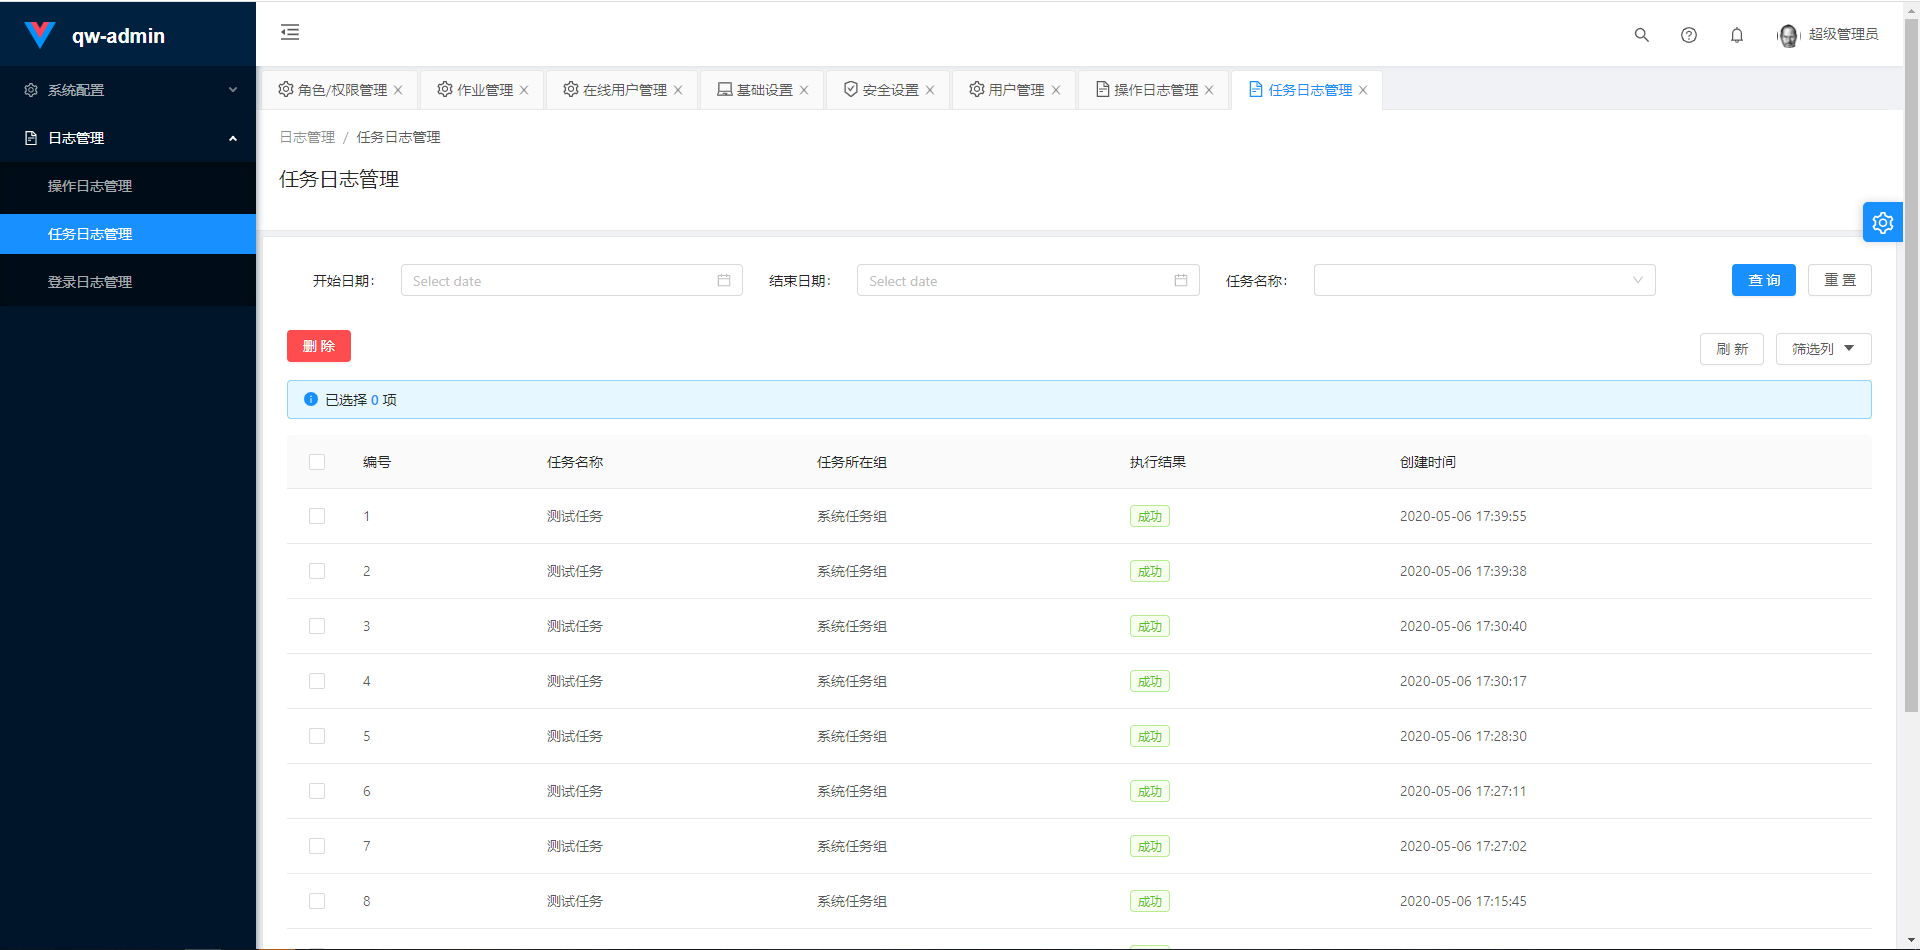 qw-admin
超级管理员
系统配置
日志管理
操作日志管理
任务日志管理
登录日志管理
角色/权限管理 作业管理 在线用户管理 基础设置 安全设置 用户管理 操作日志管理 任务日志管理
日志管理 / 任务日志管理
任务日志管理
开始日期: Select date 结束日期: Select date 任务名称: 查 询 重 置
删 除 刷 新 筛选列
已选择 0 项
编号 任务名称 任务所在组 执行结果 创建时间
1 测试任务 系统任务组 成功 2020-05-06 17:39:55
2 测试任务 系统任务组 成功 2020-05-06 17:39:38
3 测试任务 系统任务组 成功 2020-05-06 17:30:40
4 测试任务 系统任务组 成功 2020-05-06 17:30:17
5 测试任务 系统任务组 成功 2020-05-06 17:28:30
6 测试任务 系统任务组 成功 2020-05-06 17:27:11
7 测试任务 系统任务组 成功 2020-05-06 17:27:02
8 测试任务 系统任务组 成功 2020-05-06 17:15:45